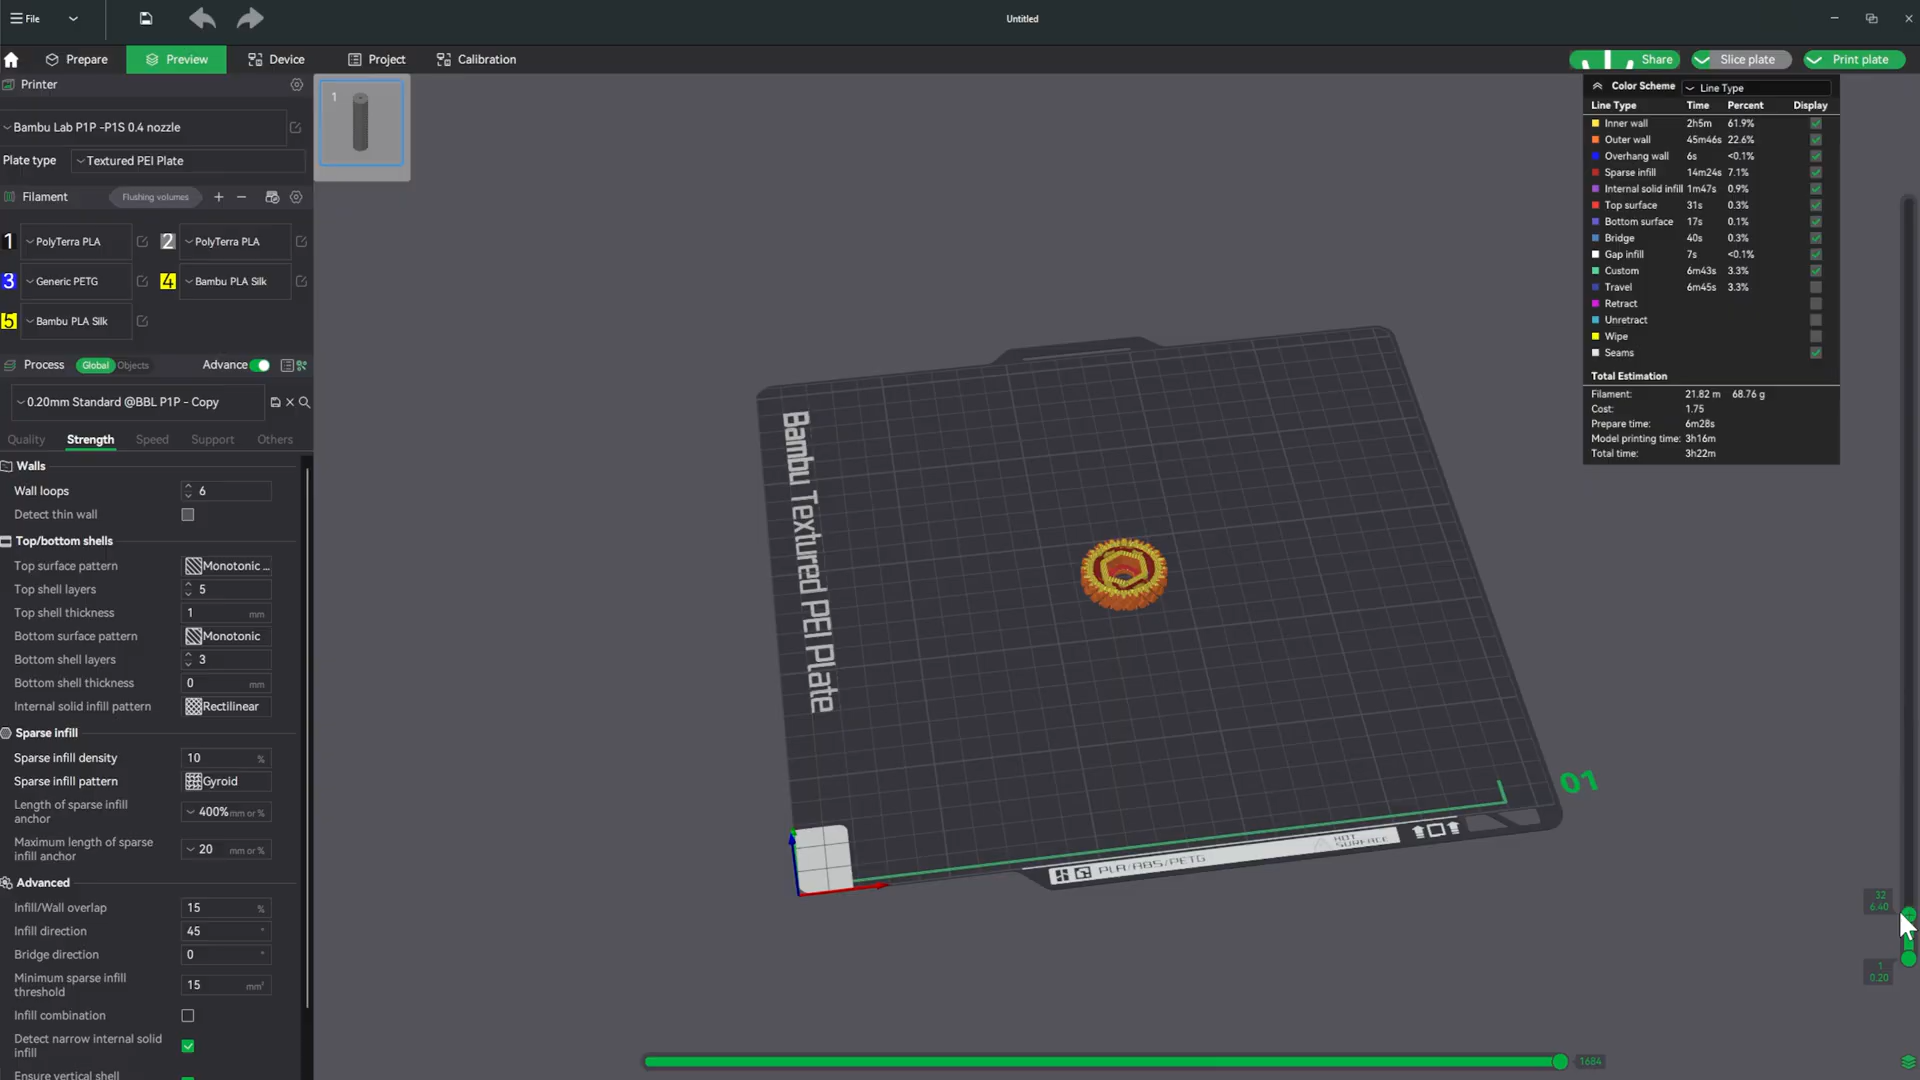 File
Untitled
Prepare
Preview
Device
Project
Calibration
Share
Slice plate
Print plate
Printer
Bambu Lab P1P -P1S 0.4 nozzle
Plate type
Textured PEI Plate
Filament
Flushing volumes
1 PolyTerra PLA
2 PolyTerra PLA
3 Generic PETG
4 Bambu PLA Silk
5 Bambu PLA Silk
Process
Global
Objects
Advance
0.20mm Standard @BBL P1P - Copy
Quality
Strength
Speed
Support
Others
Walls
Wall loops 6
Detect thin wall
Top/bottom shells
Top surface pattern Monotonic ...
Top shell layers 5
Top shell thickness 1 mm
Bottom surface pattern Monotonic
Bottom shell layers 3
Bottom shell thickness 0 mm
Internal solid infill pattern Rectilinear
Sparse infill
Sparse infill density 10 %
Sparse infill pattern Gyroid
Length of sparse infill
anchor
400% mm or %
Maximum length of sparse
infill anchor
20 mm or %
Advanced
Infill/Wall overlap 15 %
Infill direction 45 °
Bridge direction 0 °
Minimum sparse infill
threshold
15 mm²
Infill combination
Detect narrow internal solid
infill
Ensure vertical shell
1
Color Scheme Line Type
Line Type Time Percent Display
Inner wall 2h5m 61.9%
Outer wall 45m46s 22.6%
Overhang wall 6s <0.1%
Sparse infill 14m24s 7.1%
Internal solid infill 1m47s 0.9%
Top surface 31s 0.3%
Bottom surface 17s 0.1%
Bridge 40s 0.3%
Gap infill 7s <0.1%
Custom 6m43s 3.3%
Travel 6m45s 3.3%
Retract
Unretract
Wipe
Seams
Total Estimation
Filament: 21.82 m 68.76 g
Cost: 1.75
Prepare time: 6m28s
Model printing time: 3h16m
Total time: 3h22m
Bambu Textured PEI Plate
01
PLA/ABS/PETG
HOT
SURFACE
32
6.40
1
0.20
1684